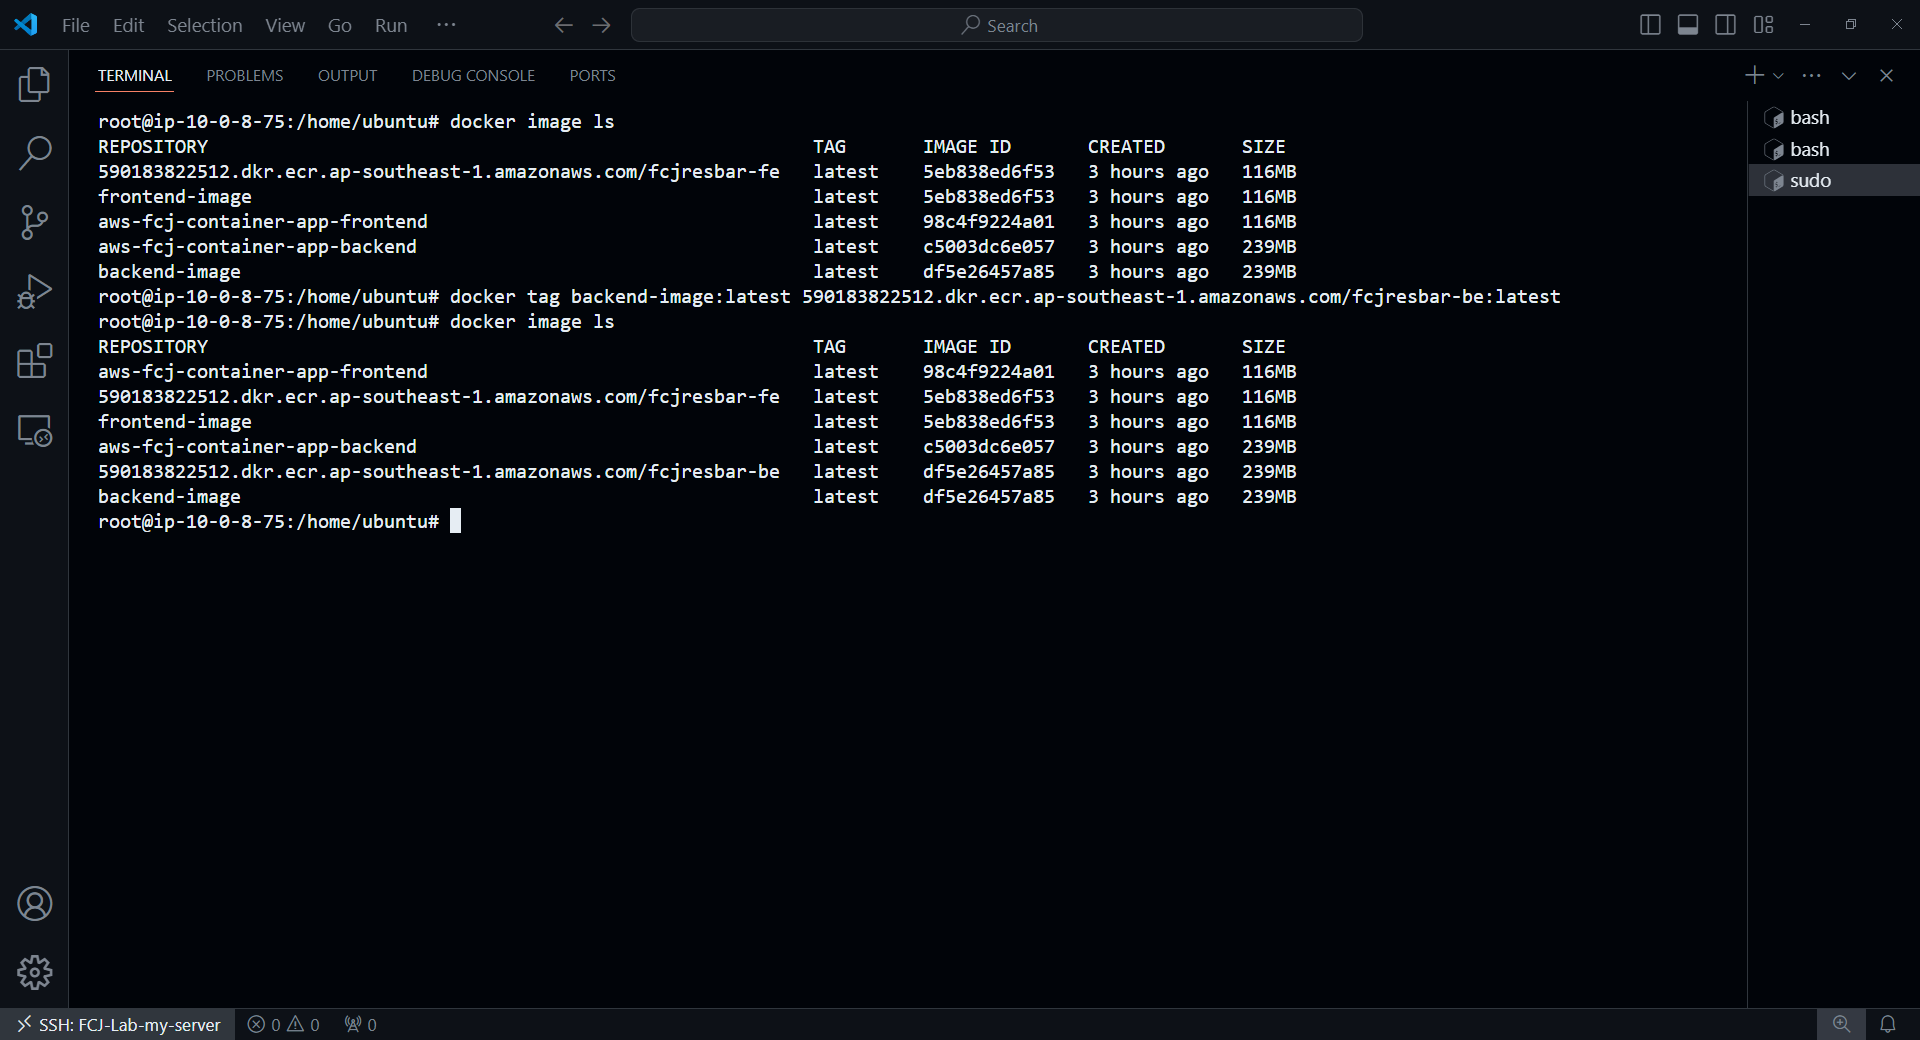 File Edit Selection View Go Run ··· Search
TERMINAL PROBLEMS OUTPUT DEBUG CONSOLE PORTS
root@ip-10-0-8-75:/home/ubuntu# docker image ls
REPOSITORY TAG IMAGE ID CREATED SIZE
590183822512.dkr.ecr.ap-southeast-1.amazonaws.com/fcjresbar-fe latest 5eb838ed6f53 3 hours ago 116MB
frontend-image latest 5eb838ed6f53 3 hours ago 116MB
aws-fcj-container-app-frontend latest 98c4f9224a01 3 hours ago 116MB
aws-fcj-container-app-backend latest c5003dc6e057 3 hours ago 239MB
backend-image latest df5e26457a85 3 hours ago 239MB
root@ip-10-0-8-75:/home/ubuntu# docker tag backend-image:latest 590183822512.dkr.ecr.ap-southeast-1.amazonaws.com/fcjresbar-be:latest
root@ip-10-0-8-75:/home/ubuntu# docker image ls
REPOSITORY TAG IMAGE ID CREATED SIZE
aws-fcj-container-app-frontend latest 98c4f9224a01 3 hours ago 116MB
590183822512.dkr.ecr.ap-southeast-1.amazonaws.com/fcjresbar-fe latest 5eb838ed6f53 3 hours ago 116MB
frontend-image latest 5eb838ed6f53 3 hours ago 116MB
aws-fcj-container-app-backend latest c5003dc6e057 3 hours ago 239MB
590183822512.dkr.ecr.ap-southeast-1.amazonaws.com/fcjresbar-be latest df5e26457a85 3 hours ago 239MB
backend-image latest df5e26457a85 3 hours ago 239MB
root@ip-10-0-8-75:/home/ubuntu#
bash
bash
sudo
SSH: FCJ-Lab-my-server 0 0 0